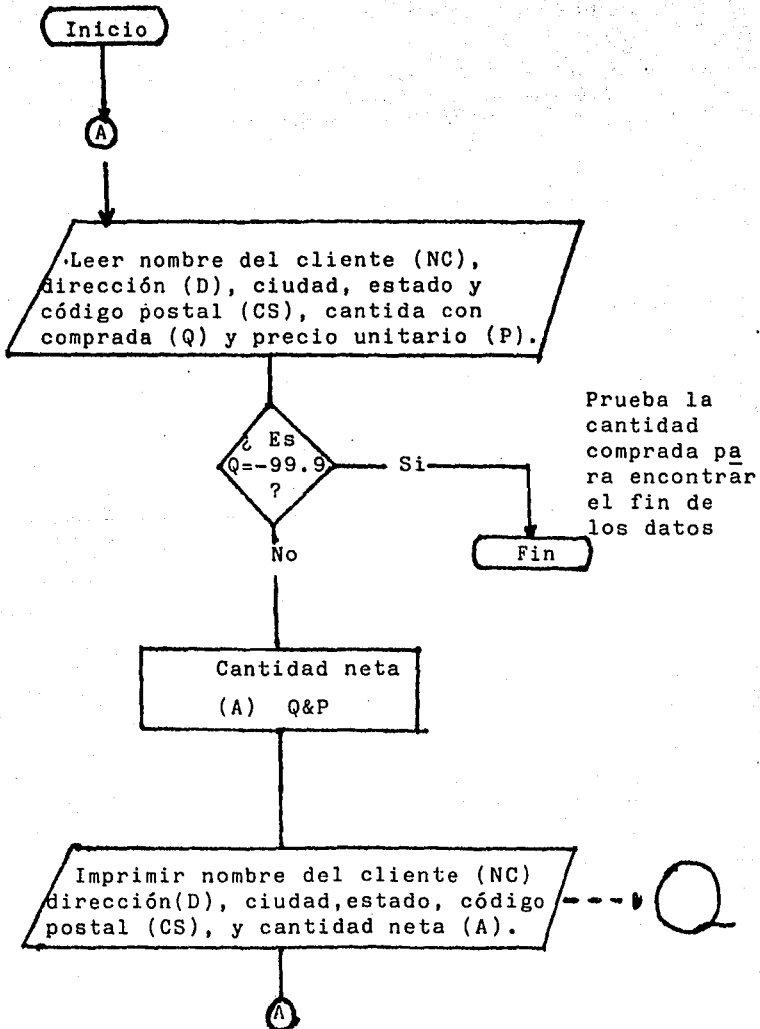 Inicio
A
Leer nombre del cliente (NC),
dirección (D), ciudad, estado y
código postal (CS), cantida con
comprada (Q) y precio unitario (P).
¿ Es
Q=-99.9
?
Si
Prueba la
cantidad
comprada pa
ra encontrar
el fin de
los datos
Fin
No
Cantidad neta
(A) Q&P
Imprimir nombre del cliente (NC)
dirección(D), ciudad,estado, código
postal (CS), y cantidad neta (A).
A